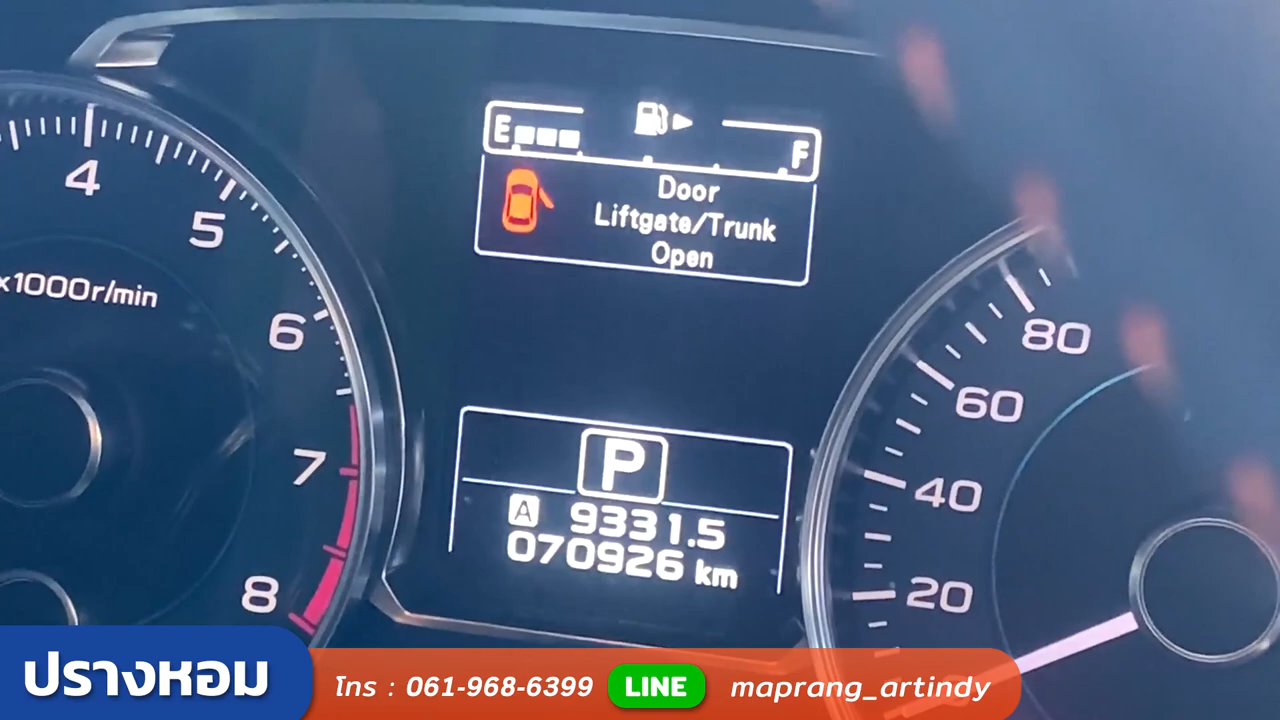 E F
Door
Liftgate/Trunk
Open
4
5
x1000r/min
6
7
8
P
A 9331.5
070926 km
80
60
40
20
ปรางหอม
โทร : 061-968-6399 LINE maprang_artindy